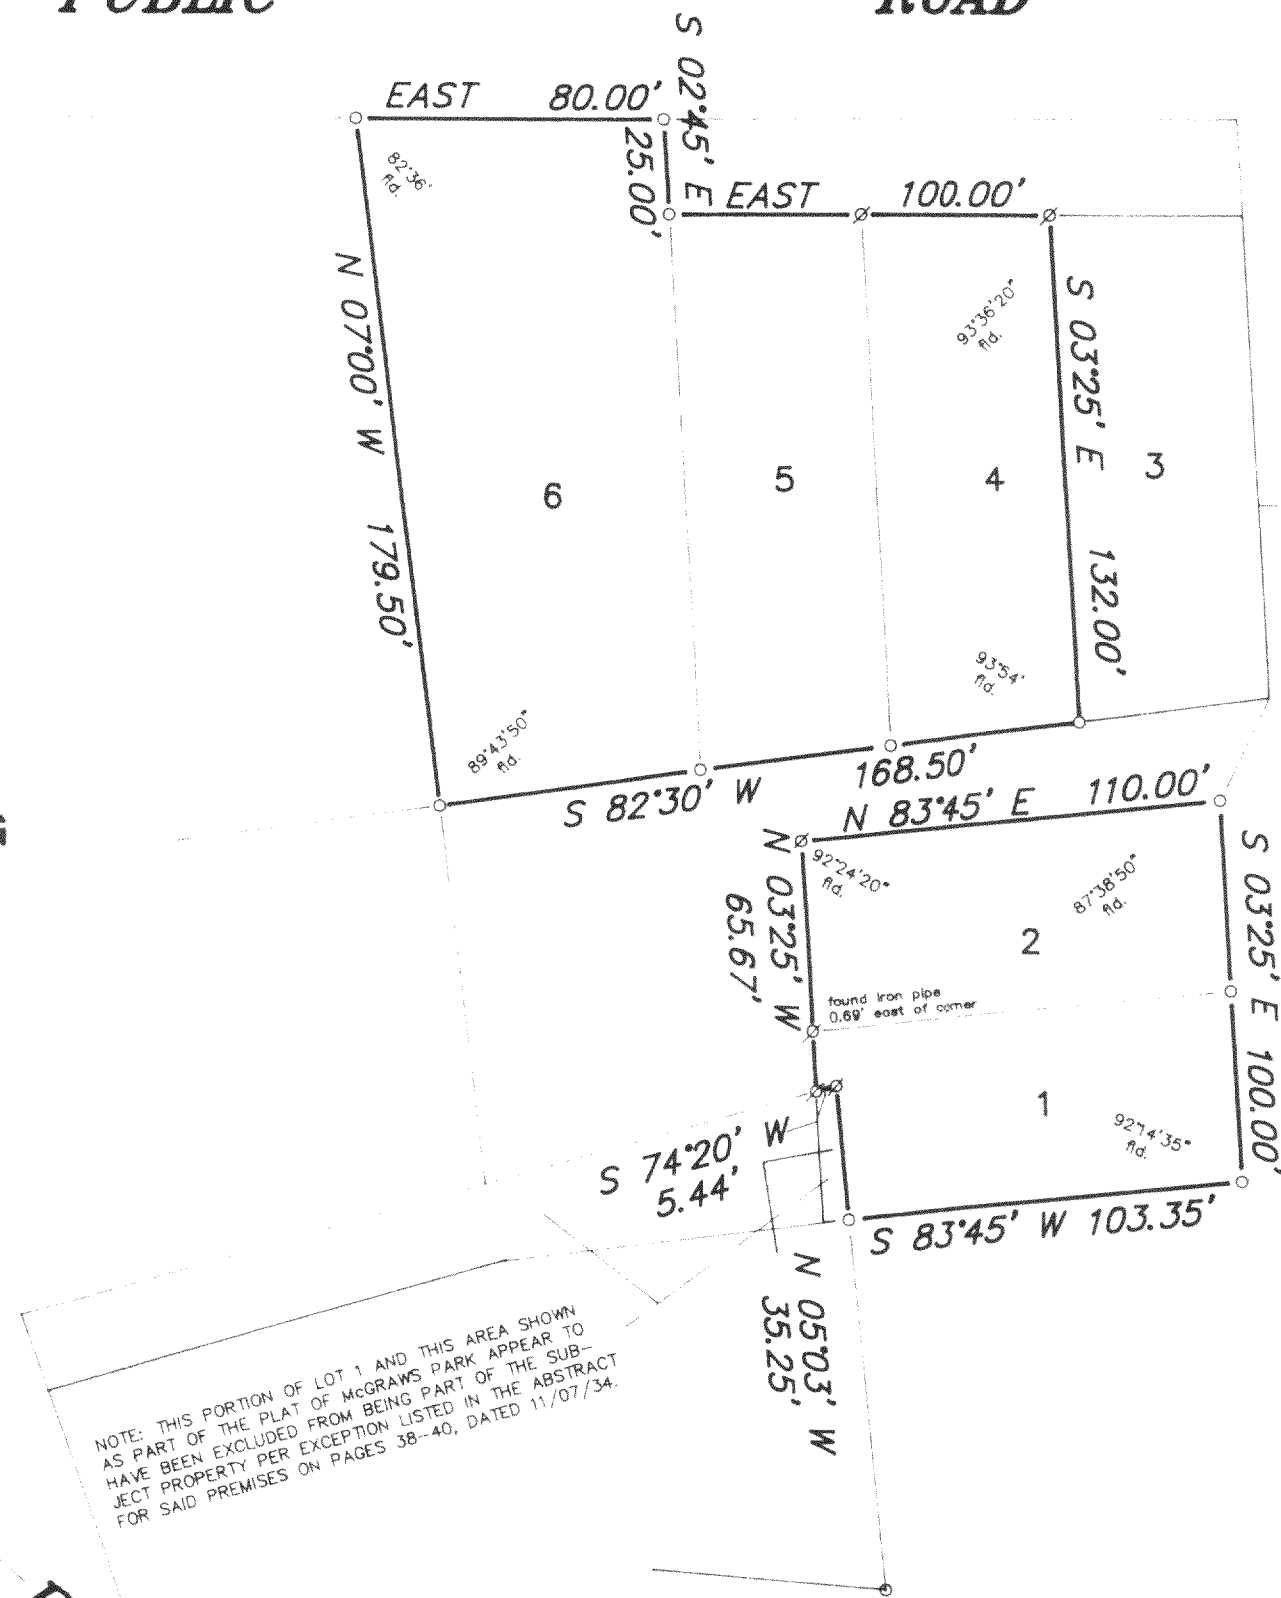 PUBLIC ROAD
EAST 80.00'
S 02°45' E
25.00'
82°36'
fld.
EAST 100.00'
N 07°00' W 179.50'
93°36'20"
fld.
S 03°25' E 132.00'
6
5
4
3
93°54'
fld.
89°43'50"
fld.
S 82°30' W 168.50'
N 83°45' E 110.00'
N 03°25' W
65.67'
92°24'20"
fld.
87°38'50"
fld.
S 03°25' E 100.00'
2
found iron pipe
0.69' east of corner
1
92°14'35"
fld.
S 74°20' W
5.44'
S 83°45' W 103.35'
N 05°03' W
35.25'
NOTE: THIS PORTION OF LOT 1 AND THIS AREA SHOWN
AS PART OF THE PLAT OF McGRAWS PARK APPEAR TO
HAVE BEEN EXCLUDED FROM BEING PART OF THE SUB-
JECT PROPERTY PER EXCEPTION LISTED IN THE ABSTRACT
FOR SAID PREMISES ON PAGES 38-40, DATED 11/07/34.